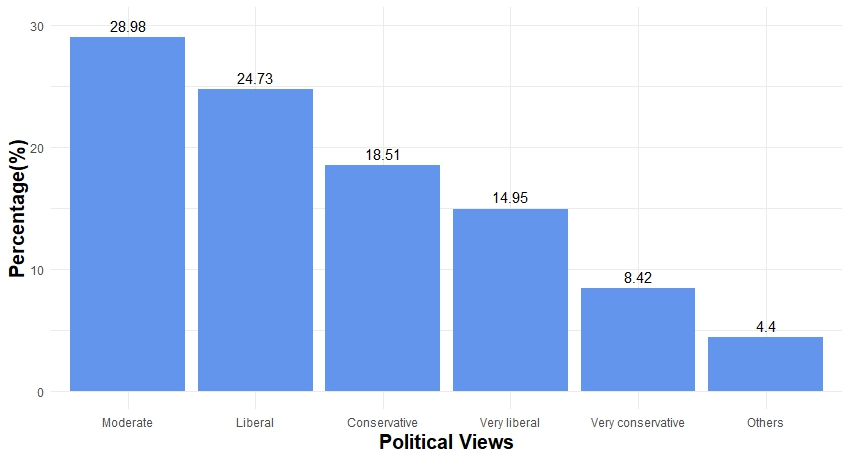 30
20
10
0
Percentage(%)
28.98
24.73
18.51
14.95
8.42
4.4
Moderate
Liberal
Conservative
Very liberal
Very conservative
Others
Political Views